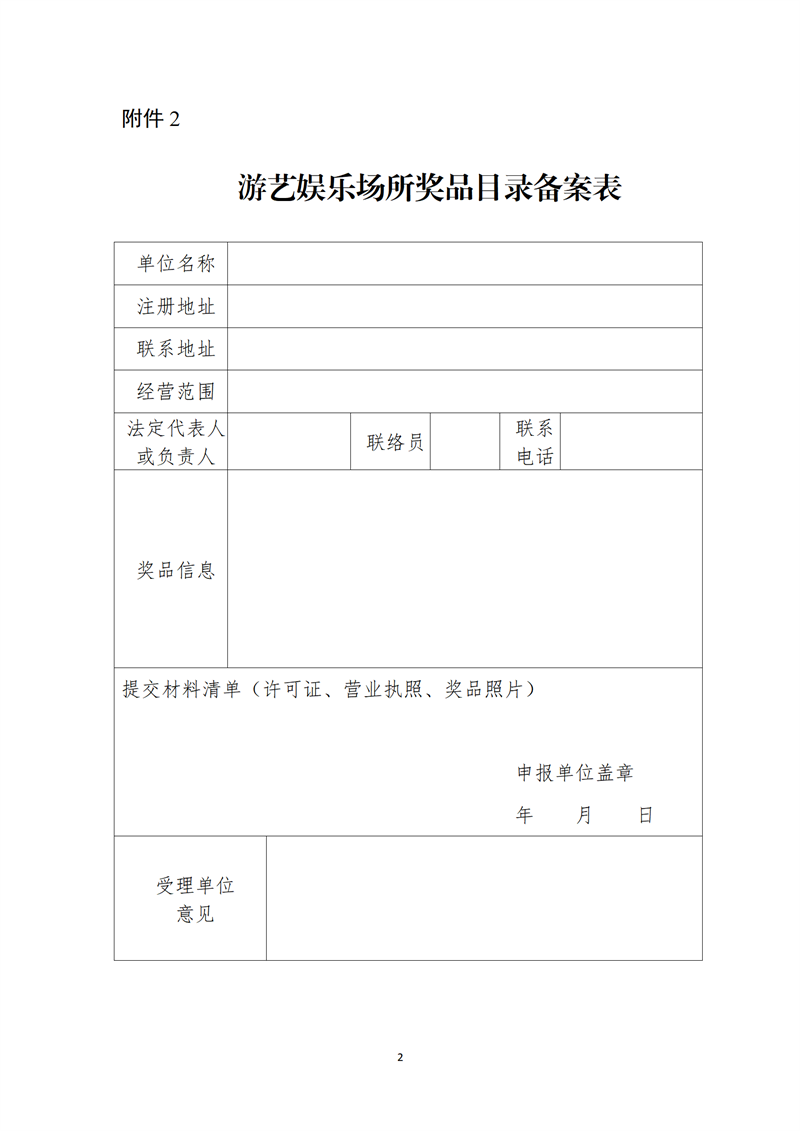 附件 2
游艺娱乐场所奖品目录备案表
单位名称
注册地址
联系地址
经营范围
法定代表人
或负责人
联络员
联系
电话
奖品信息
提交材料清单（许可证、营业执照、奖品照片）
申报单位盖章
年 月 日
受理单位
意见
2